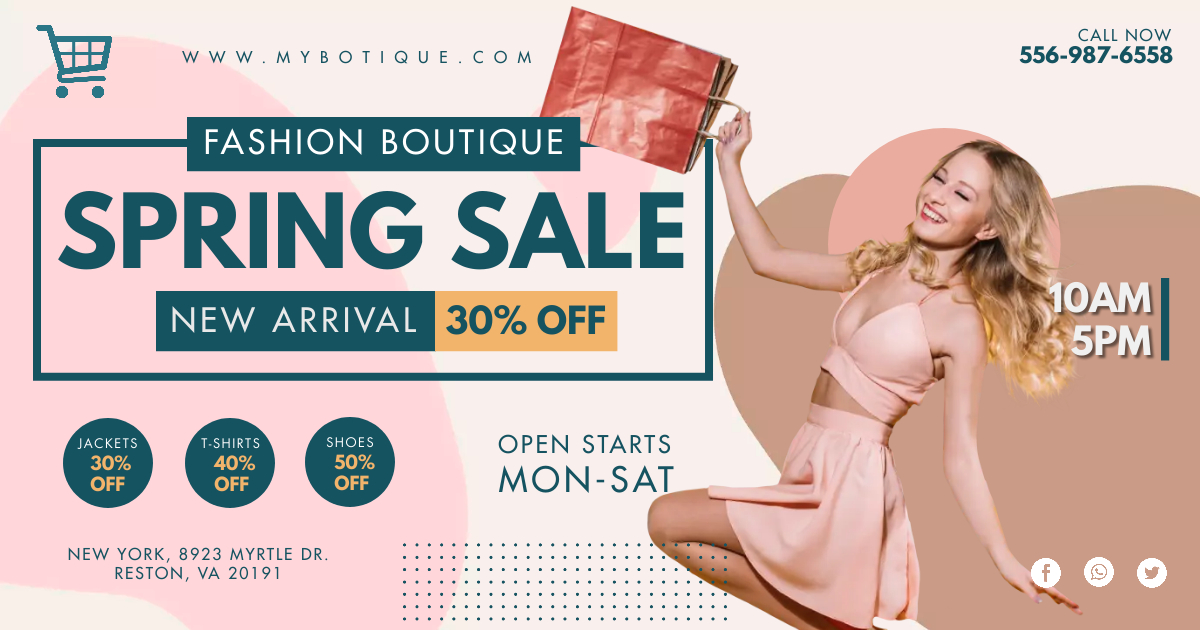 WWW.MYBOTIQUE.COM
CALL NOW
556-987-6558
FASHION BOUTIQUE
SPRING SALE
NEW ARRIVAL 30% OFF
10AM
5PM
JACKETS
30%
OFF
T-SHIRTS
40%
OFF
SHOES
50%
OFF
OPEN STARTS
MON-SAT
NEW YORK, 8923 MYRTLE DR.
RESTON, VA 20191